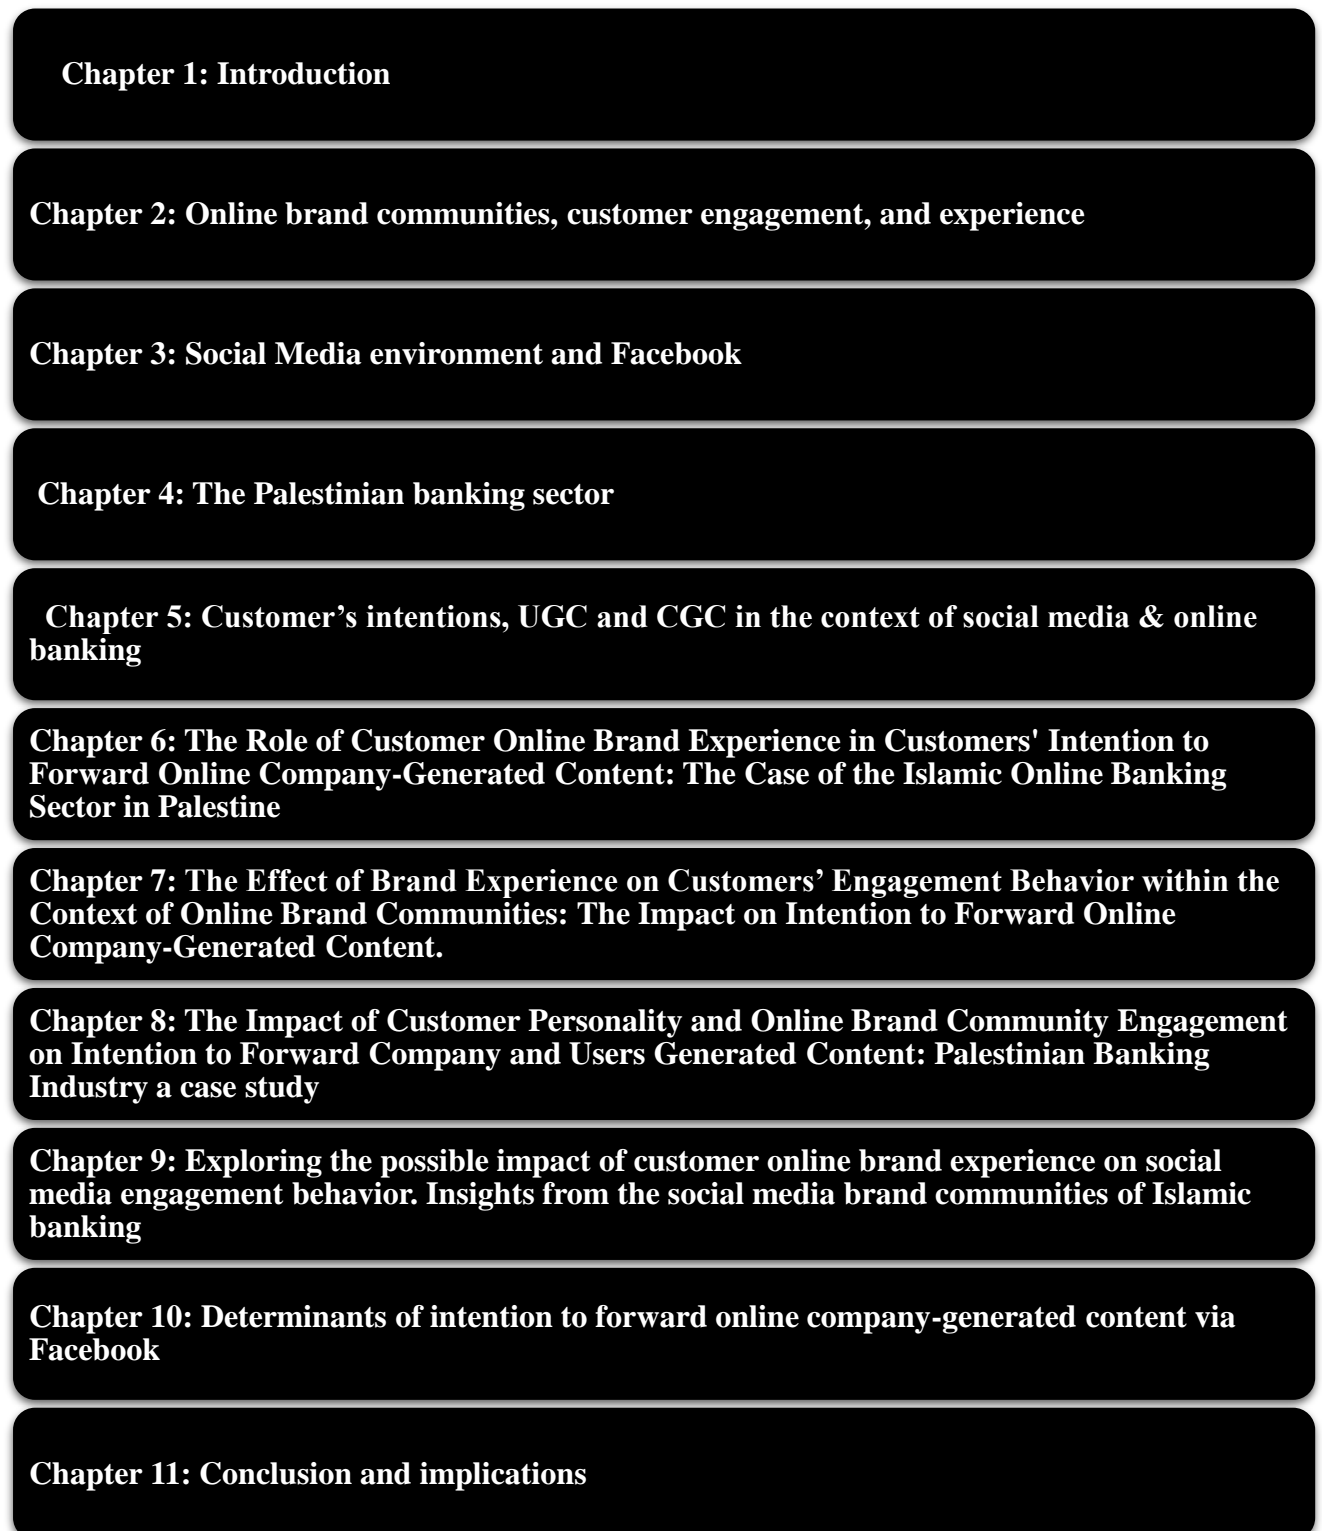 Chapter 1: Introduction
Chapter 2: Online brand communities, customer engagement, and experience
Chapter 3: Social Media environment and Facebook
Chapter 4: The Palestinian banking sector
Chapter 5: Customer’s intentions, UGC and CGC in the context of social media & online
banking
Chapter 6: The Role of Customer Online Brand Experience in Customers' Intention to
Forward Online Company-Generated Content: The Case of the Islamic Online Banking
Sector in Palestine
Chapter 7: The Effect of Brand Experience on Customers’ Engagement Behavior within the
Context of Online Brand Communities: The Impact on Intention to Forward Online
Company-Generated Content.
Chapter 8: The Impact of Customer Personality and Online Brand Community Engagement
on Intention to Forward Company and Users Generated Content: Palestinian Banking
Industry a case study
Chapter 9: Exploring the possible impact of customer online brand experience on social
media engagement behavior. Insights from the social media brand communities of Islamic
banking
Chapter 10: Determinants of intention to forward online company-generated content via
Facebook
Chapter 11: Conclusion and implications